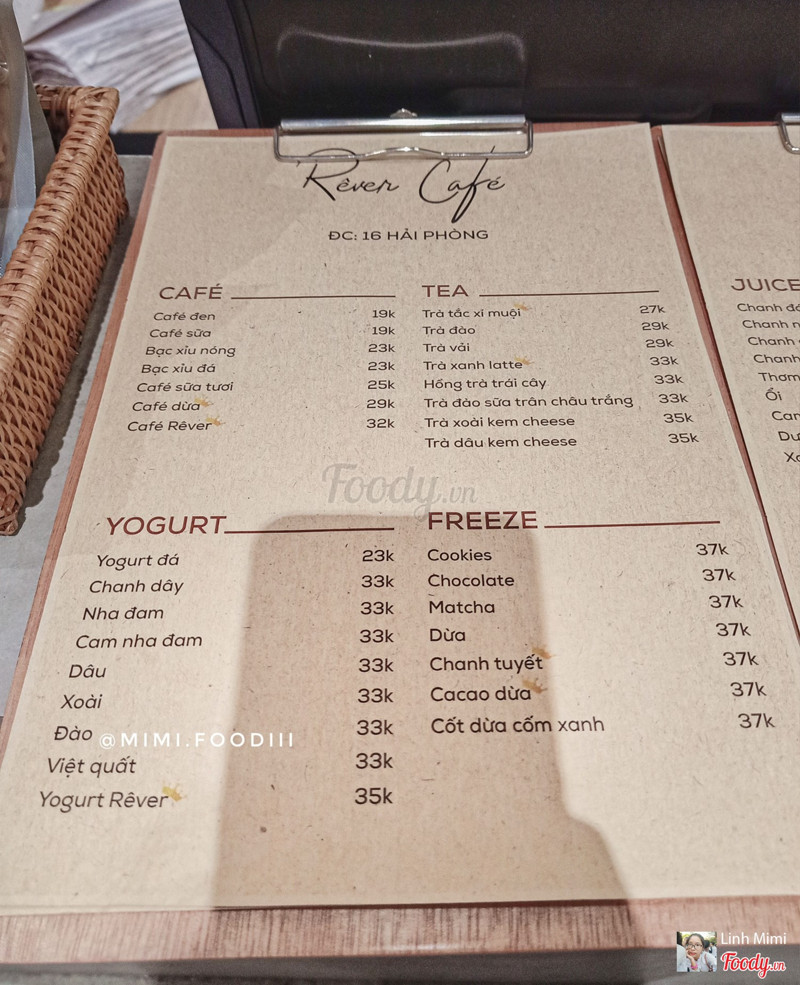 Rêver Café
ĐC: 16 HẢI PHÒNG
CAFÉ
Café đen 19k
Café sữa 19k
Bạc xỉu nóng 23k
Bạc xỉu đá 23k
Café sữa tươi 25k
Café dừa 29k
Café Rêver 32k
TEA
Trà tắc xí muội 27k
Trà đào 29k
Trà vải 29k
Trà xanh latte 33k
Hồng trà trái cây 33k
Trà đào sữa trân châu trắng 33k
Trà xoài kem cheese 35k
Trà dâu kem cheese 35k
Foody.vn
YOGURT
Yogurt đá 23k
Chanh dây 33k
Nha đam 33k
Cam nha đam 33k
Dâu 33k
Xoài 33k
Đào 33k
@MIMI.FOODIII
Việt quất 33k
Yogurt Rêver 35k
FREEZE
Cookies 37k
Chocolate 37k
Matcha 37k
Dừa 37k
Chanh tuyết 37k
Cacao dừa 37k
Cốt dừa cốm xanh 37k
JUICE
Chanh
Chanh
Chanh
Chanh
Thơm
Ổi
Linh Mimi
Foody.vn